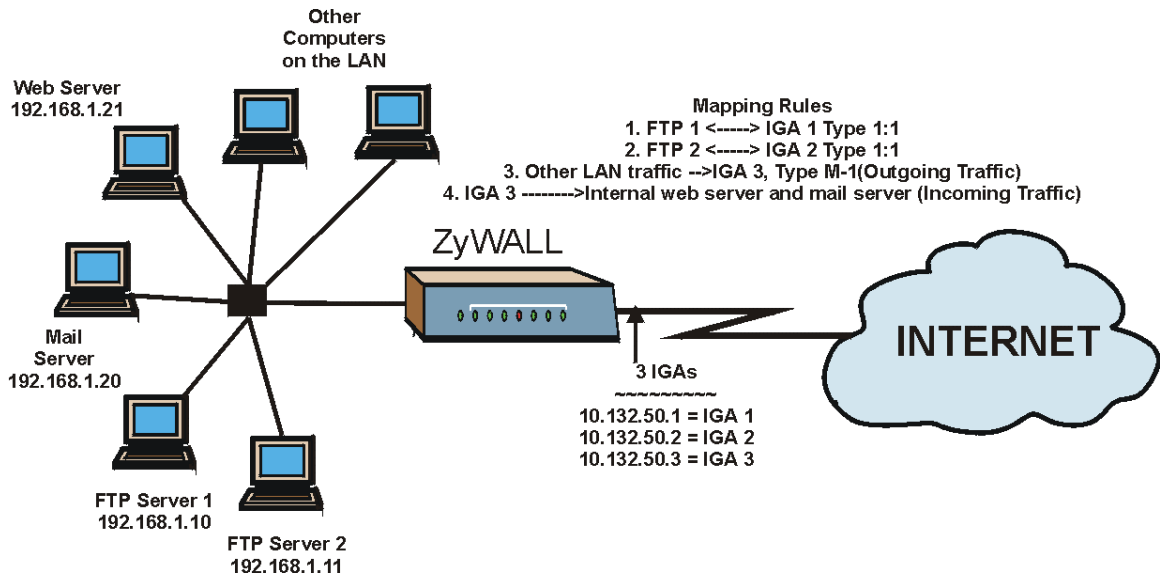 Other
Computers
on the LAN
Web Server
192.168.1.21
Mapping Rules
1. FTP 1 <-----> IGA 1 Type 1:1
2. FTP 2 <-----> IGA 2 Type 1:1
3. Other LAN traffic -->IGA 3, Type M-1(Outgoing Traffic)
4. IGA 3 -------->Internal web server and mail server (Incoming Traffic)
ZyWALL
INTERNET
Mail
Server
192.168.1.20
3 IGAs
~~~~~~~~~
10.132.50.1 = IGA 1
10.132.50.2 = IGA 2
10.132.50.3 = IGA 3
FTP Server 1
192.168.1.10
FTP Server 2
192.168.1.11